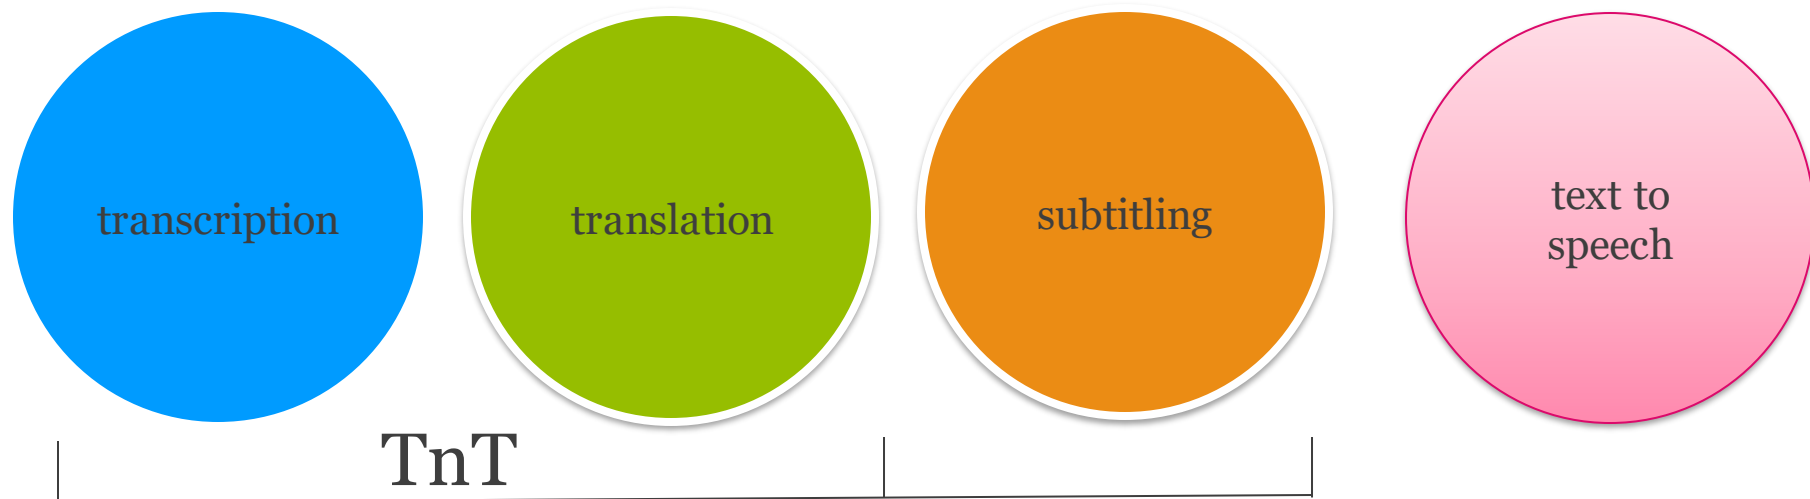 transcription
translation
subtitling
text to
speech
TnT